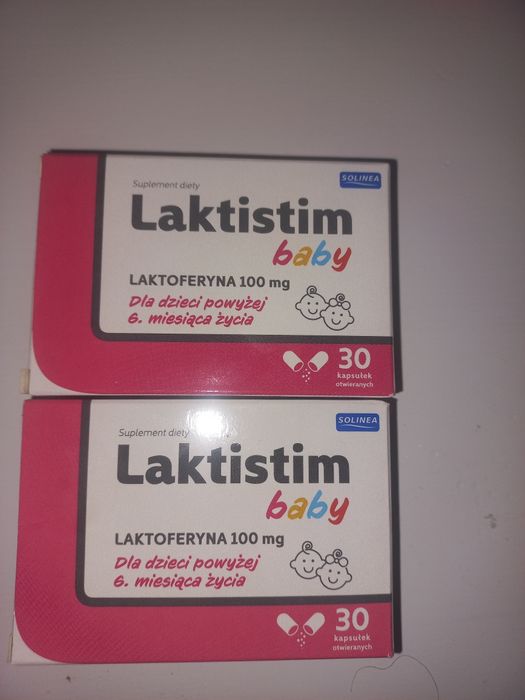 Suplement diety
SOLINEA
Laktistim
baby
LAKTOFERYNA 100 mg
Dla dzieci powyżej
6. miesiąca życia
30
kapsułek
otwieranych
Suplement diety
SOLINEA
Laktistim
baby
LAKTOFERYNA 100 mg
Dla dzieci powyżej
6. miesiąca życia
30
kapsułek
otwieranych